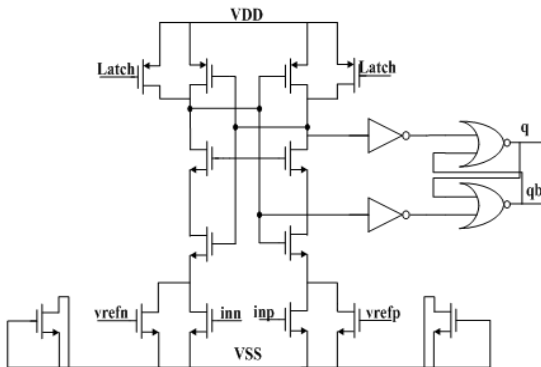 VDD
Latch
Latch
q
qb
vrefn
inn
inp
vrefp
VSS